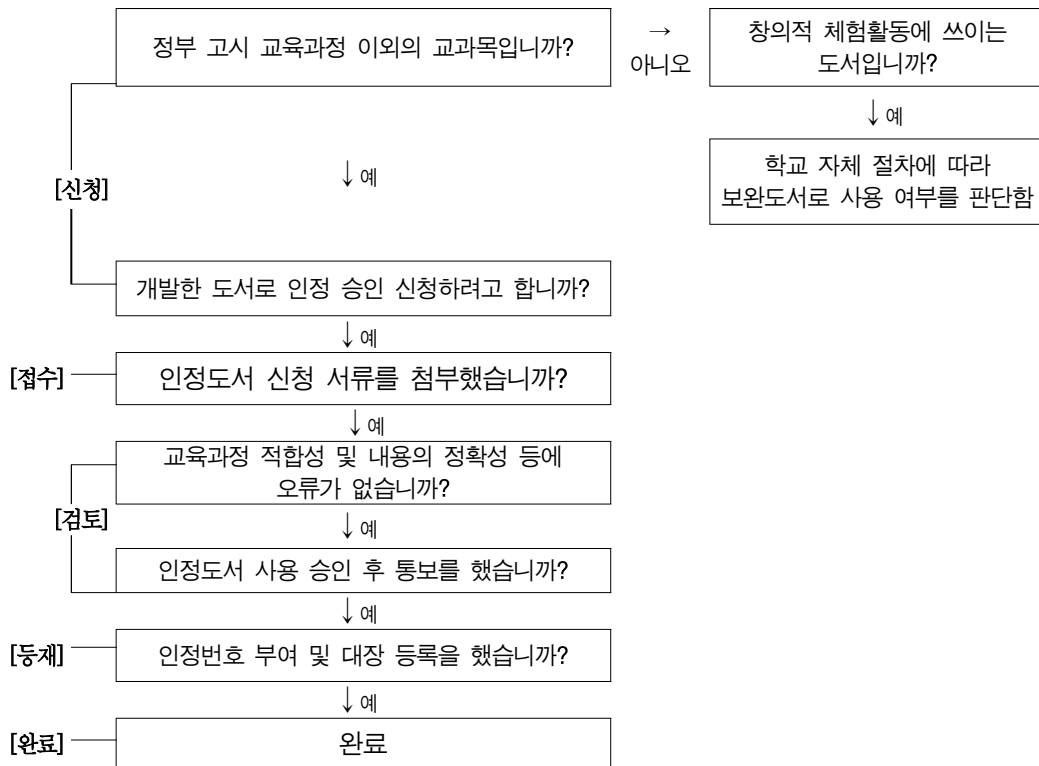 정부 고시 교육과정 이외의 교과목입니까?
→
아니오
창의적 체험활동에 쓰이는
도서입니까?
↓ 예
학교 자체 절차에 따라
보완도서로 사용 여부를 판단함
[신청]
↓ 예
개발한 도서로 인정 승인 신청하려고 합니까?
↓ 예
[접수]
인정도서 신청 서류를 첨부했습니까?
↓ 예
교육과정 적합성 및 내용의 정확성 등에
오류가 없습니까?
[검토]
↓ 예
인정도서 사용 승인 후 통보를 했습니까?
↓ 예
[등재]
인정번호 부여 및 대장 등록을 했습니까?
↓ 예
[완료]
완료